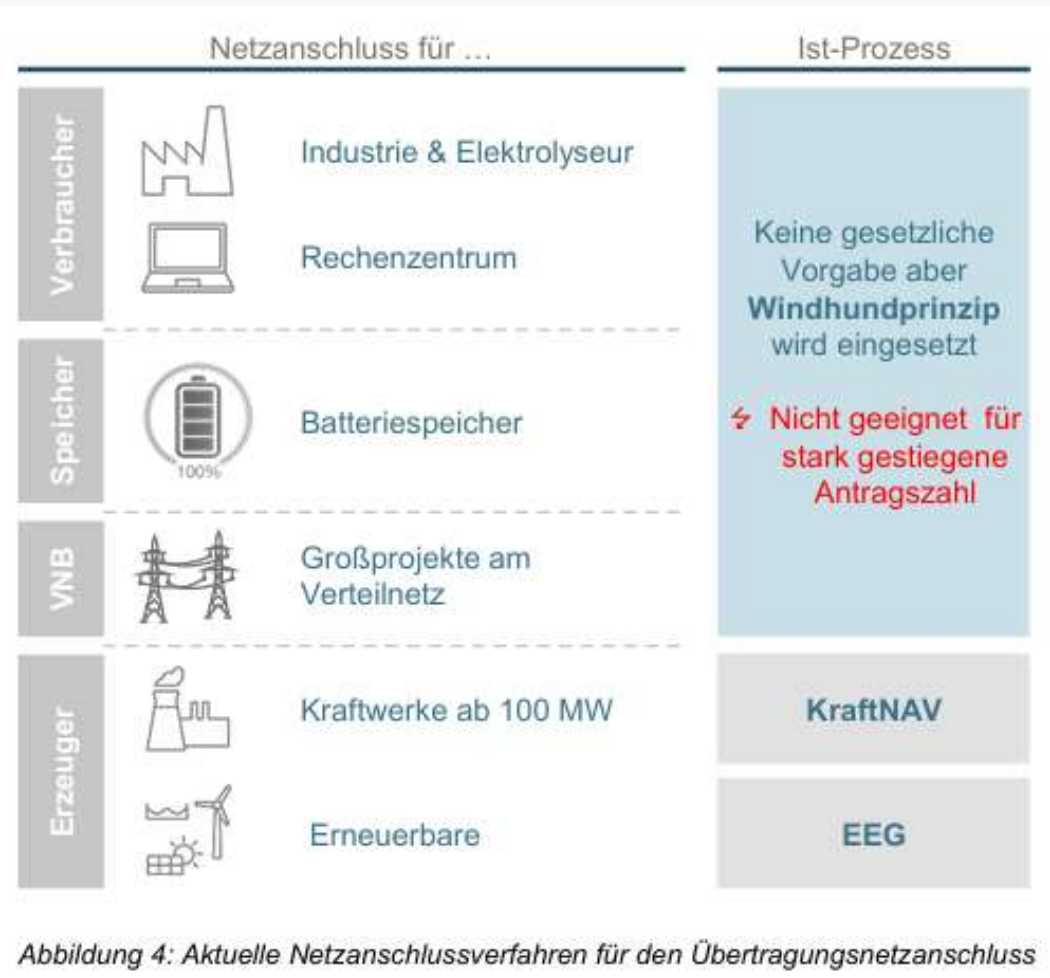 Netzanschluss für …
Ist-Prozess
Verbraucher
Industrie & Elektrolyseur
Rechenzentrum
Keine gesetzliche
Vorgabe aber
Windhundprinzip
wird eingesetzt
Nicht geeignet für
stark gestiegene
Antragszahl
Speicher
100%
Batteriespeicher
VNB
Großprojekte am
Verteilnetz
Erzeuger
Kraftwerke ab 100 MW
KraftNAV
Erneuerbare
EEG
Abbildung 4: Aktuelle Netzanschlussverfahren für den Übertragungsnetzanschluss